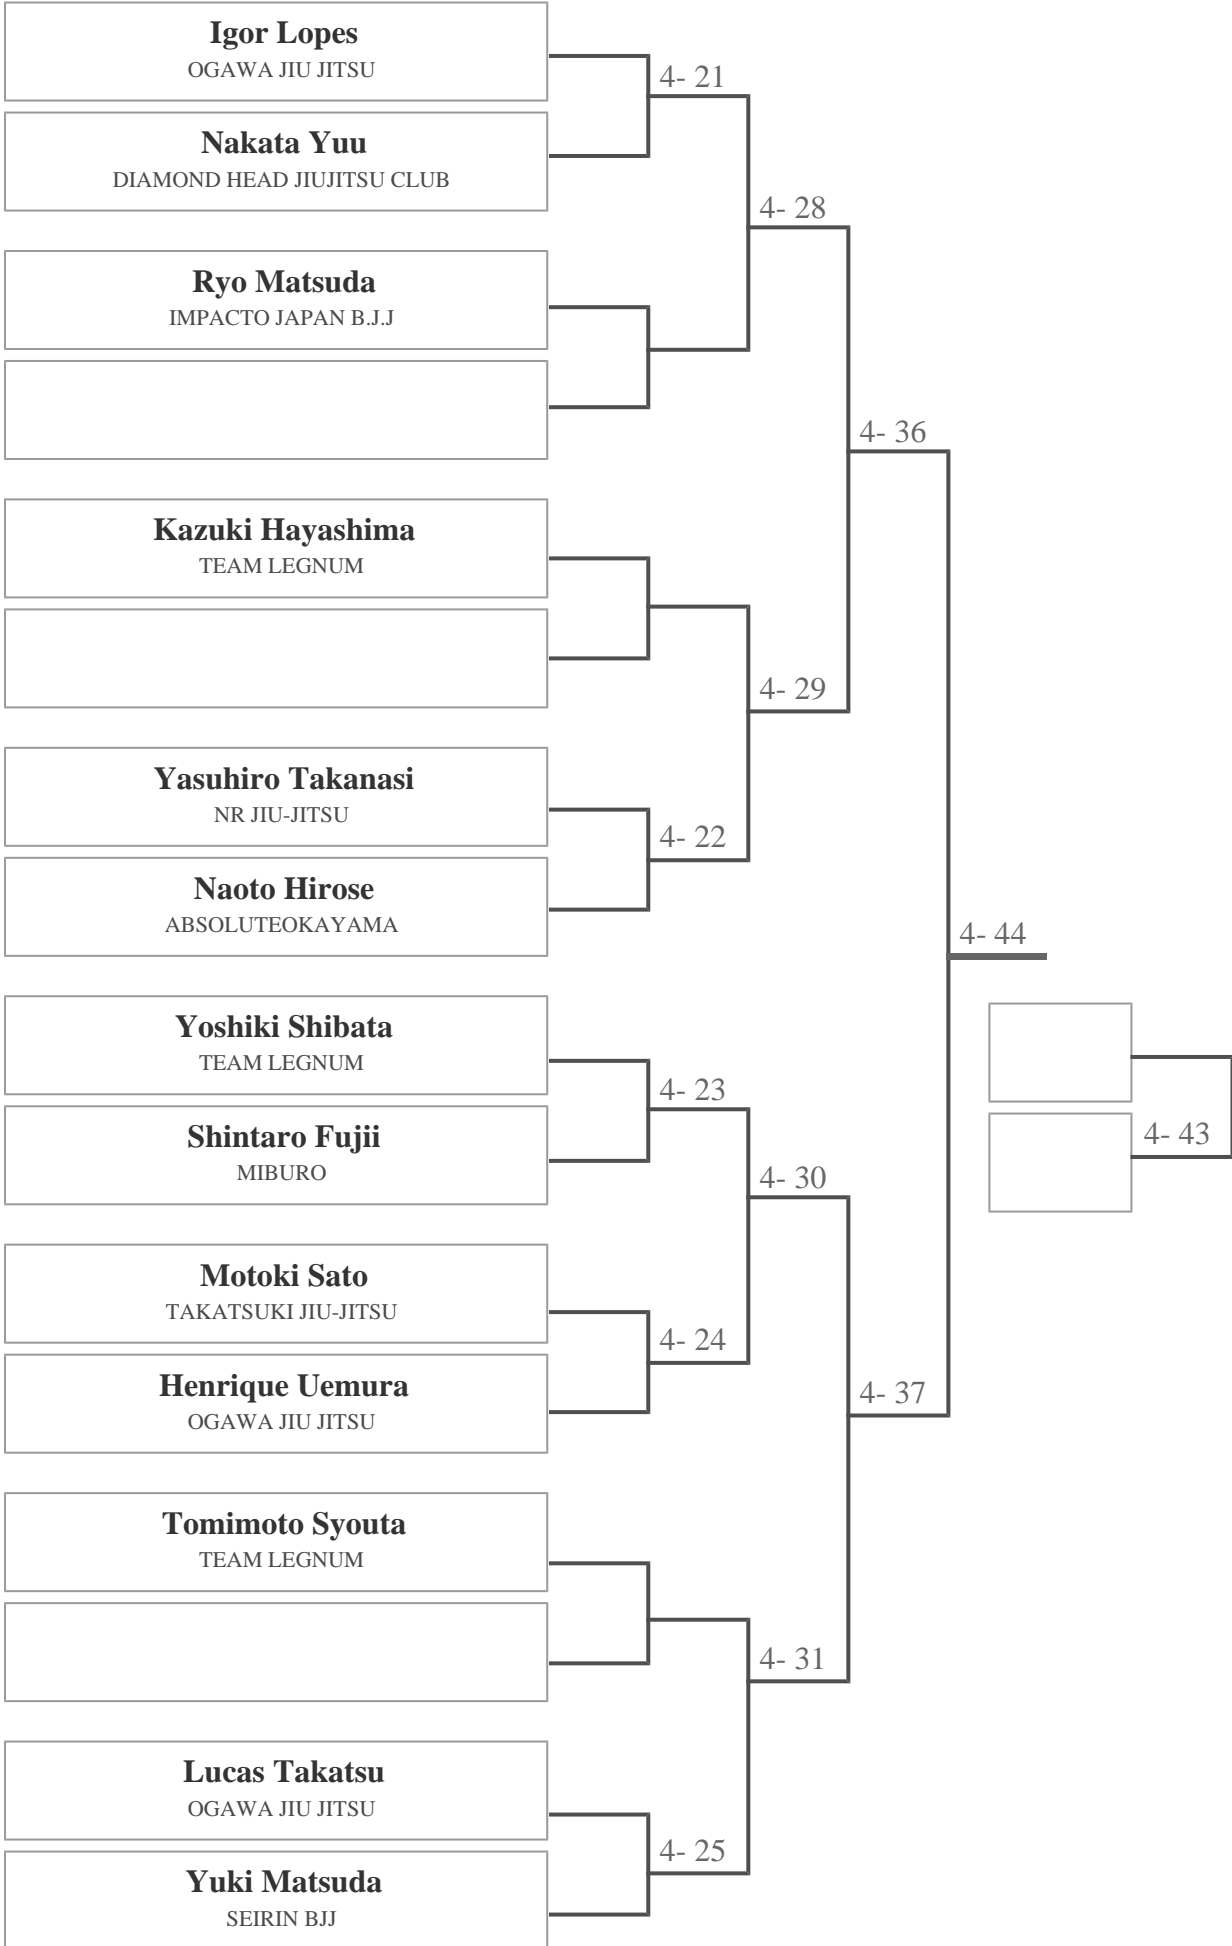 Igor Lopes
OGAWA JIU JITSU
4- 21
Nakata Yuu
DIAMOND HEAD JIUJITSU CLUB
4- 28
Ryo Matsuda
IMPACTO JAPAN B.J.J
4- 36
Kazuki Hayashima
TEAM LEGNUM
4- 29
Yasuhiro Takanasi
NR JIU-JITSU
4- 22
Naoto Hirose
ABSOLUTEOKAYAMA
4- 44
Yoshiki Shibata
TEAM LEGNUM
4- 23
Shintaro Fujii
MIBURO
4- 43
4- 30
Motoki Sato
TAKATSUKI JIU-JITSU
4- 24
Henrique Uemura
OGAWA JIU JITSU
4- 37
Tomimoto Syouta
TEAM LEGNUM
4- 31
Lucas Takatsu
OGAWA JIU JITSU
4- 25
Yuki Matsuda
SEIRIN BJJ